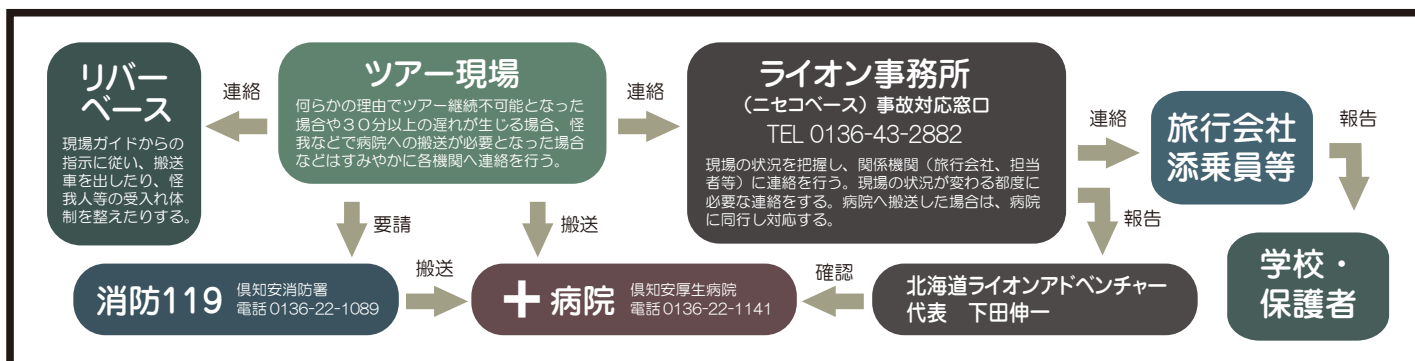 リバー
ベース
現場ガイドからの
指示に従い、搬送
車を出したり、怪
我人等の受入れ体
制を整えたりする。
連絡
ツアー現場
何らかの理由でツアー継続不可能となった
場合や３０分以上の遅れが生じる場合、怪
我などで病院への搬送が必要となった場合
などはすみやかに各機関へ連絡を行う。
連絡
ライオン事務所
（ニセコベース）事故対応窓口
TEL 0136-43-2882
現場の状況を把握し、関係機関（旅行会社、担当
者等）に連絡を行う。現場の状況が変わる都度に
必要な連絡をする。病院へ搬送した場合は、病院
に同行し対応する。
連絡
旅行会社
添乗員等
報告
要請
搬送
報告
消防119
倶知安消防署
電話 0136-22-1089
搬送
病院
倶知安厚生病院
電話 0136-22-1141
確認
北海道ライオンアドベンチャー
代表　下田伸一
学校・
保護者